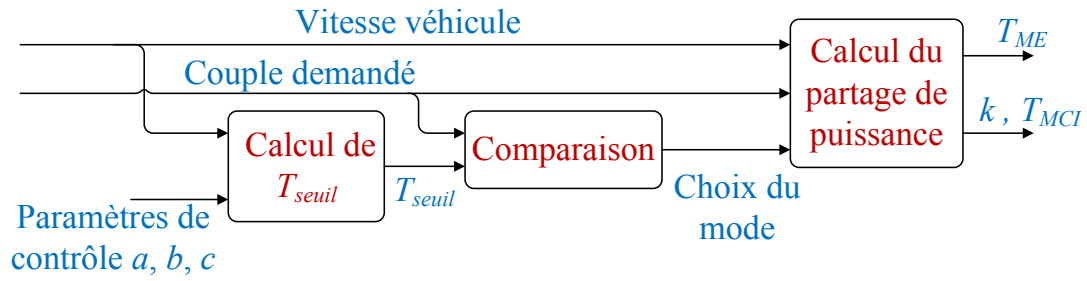 Vitesse véhicule
Couple demandé
Calcul de
T_seuil
Paramètres de
contrôle a, b, c
T_seuil
Comparaison
Choix du
mode
Calcul du
partage de
puissance
T_ME
k , T_MCI